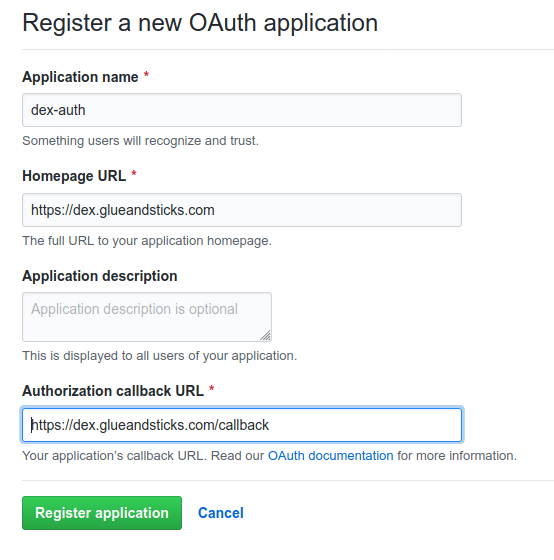 Register a new OAuth application
Application name *
dex-auth
Something users will recognize and trust.
Homepage URL *
https://dex.glueandsticks.com
The full URL to your application homepage.
Application description
Application description is optional
This is displayed to all users of your application.
Authorization callback URL *
https://dex.glueandsticks.com/callback
Your application's callback URL. Read our OAuth documentation for more information.
Register application Cancel